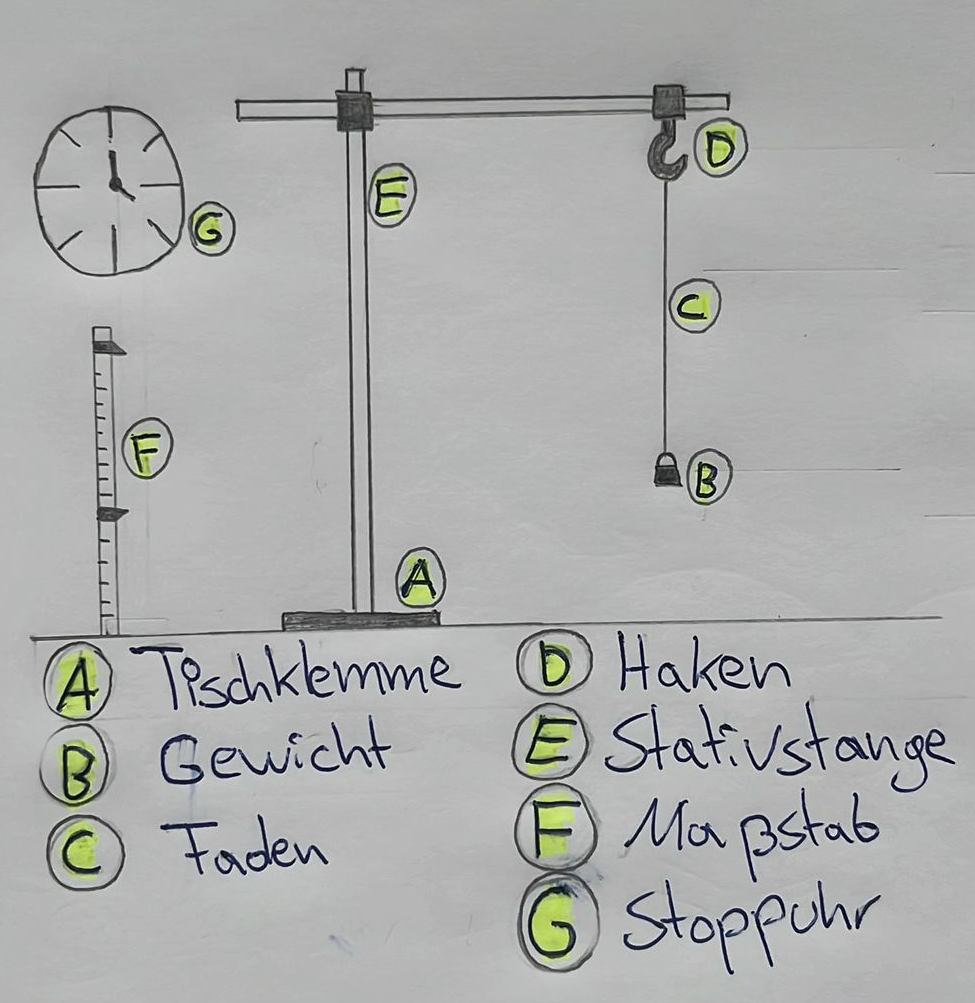 G
E
D
C
F
B
A
A Tischklemme
B Gewicht
C Faden
D Haken
E Stativstange
F Maßstab
G Stoppuhr